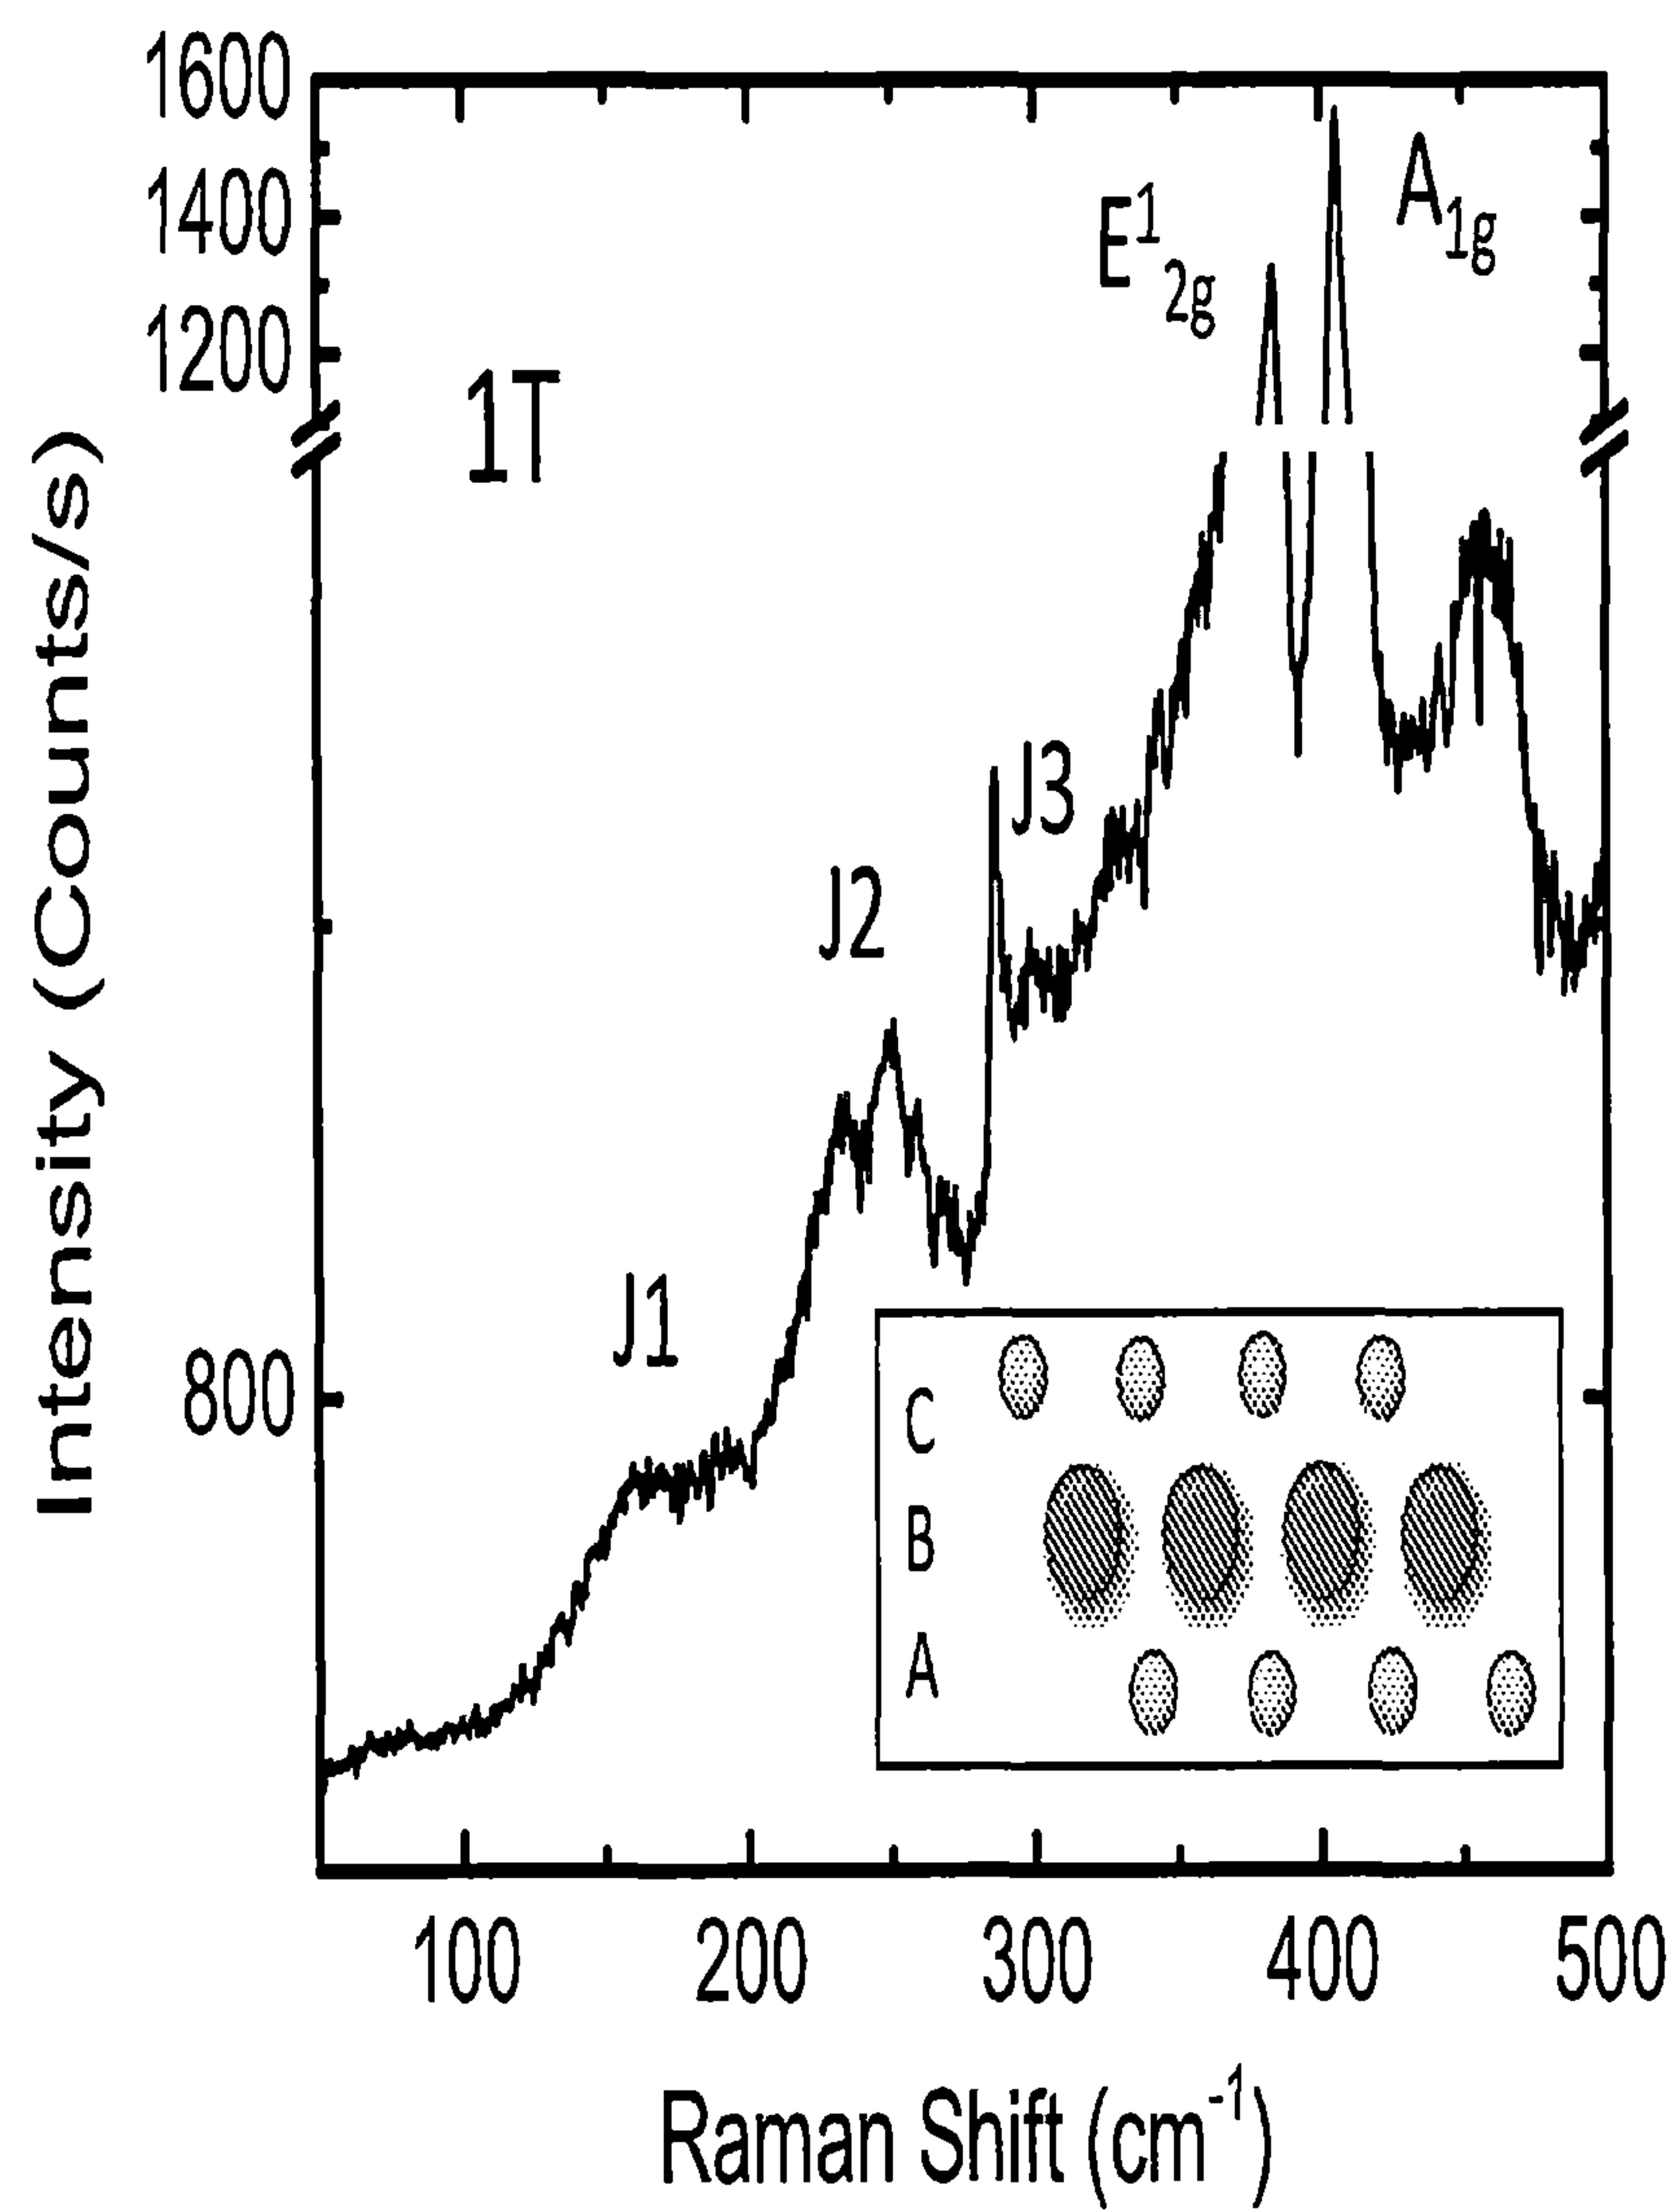 1600
1400
1200
800
Intensity (Counts/s)
1T
E¹₂g
A₁g
J3
J2
J1
C
B
A
100 200 300 400 500
Raman Shift (cm⁻¹)